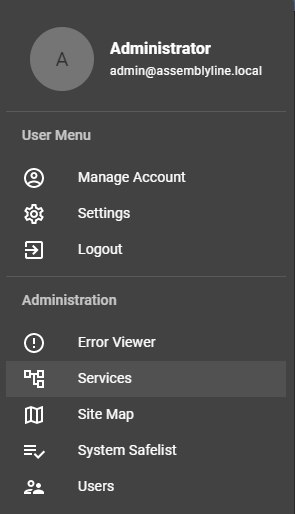 A
Administrator
admin@assemblyline.local
User Menu
Manage Account
Settings
Logout
Administration
Error Viewer
Services
Site Map
System Safelist
Users